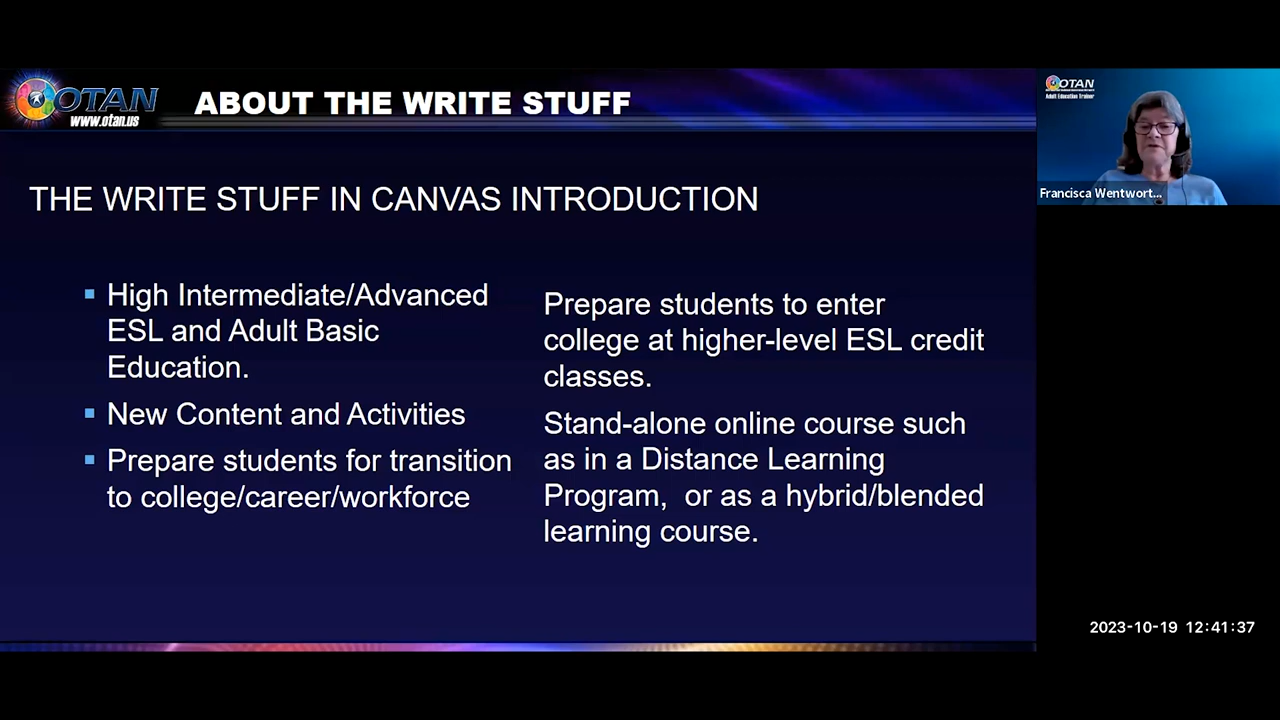 OTAN
www.otan.us
ABOUT THE WRITE STUFF
THE WRITE STUFF IN CANVAS INTRODUCTION
▪ High Intermediate/Advanced
ESL and Adult Basic
Education.
▪ New Content and Activities
▪ Prepare students for transition
to college/career/workforce
Prepare students to enter
college at higher-level ESL credit
classes.
Stand-alone online course such
as in a Distance Learning
Program, or as a hybrid/blended
learning course.
OTAN
Adult Education Trainer
Francisca Wentwort...
2023-10-19 12:41:37